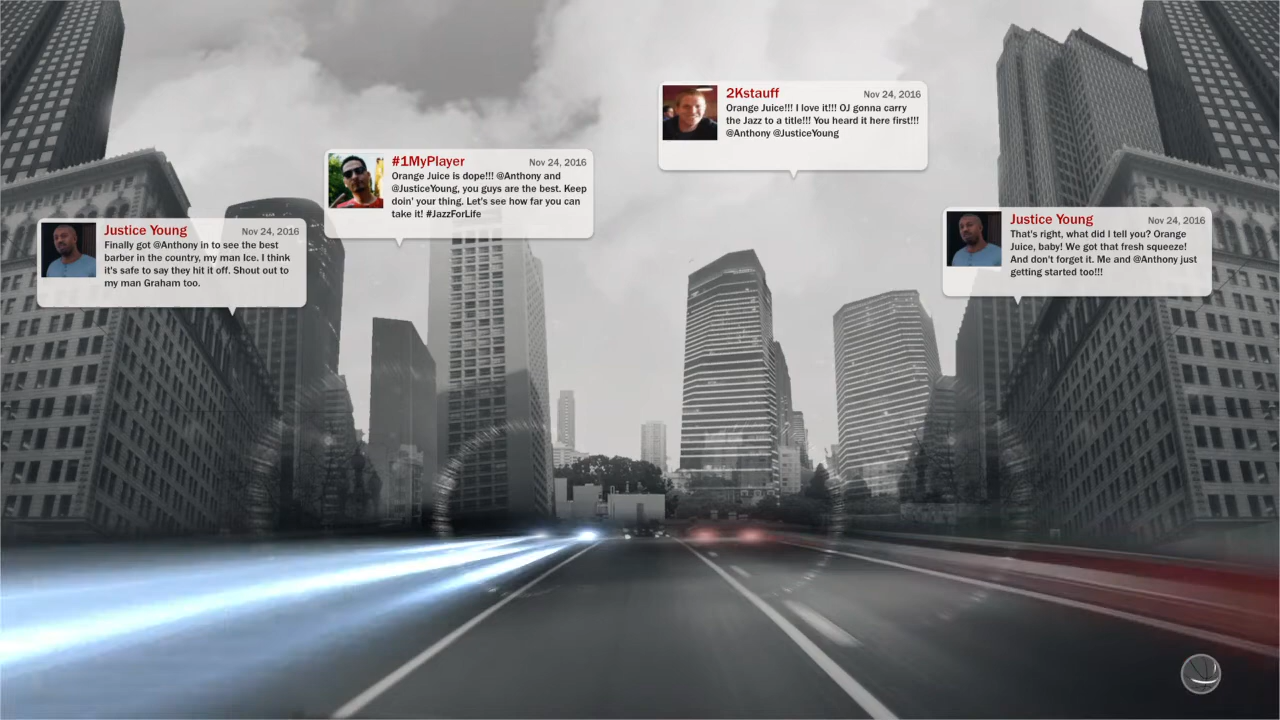 Justice Young
Nov 24, 2016
Finally got @Anthony in to see the best
barber in the country, my man Ice. I think
it's safe to say they hit it off. Shout out to
my man Graham too.
#1MyPlayer
Nov 24, 2016
Orange Juice is dope!!! @Anthony and
@JusticeYoung, you guys are the best. Keep
doin' your thing. Let's see how far you can
take it! #JazzForLife
2Kstauff
Nov 24, 2016
Orange Juice!!! I love it!!! OJ gonna carry
the Jazz to a title!!! You heard it here first!!!
@Anthony @JusticeYoung
Justice Young
Nov 24, 2016
That's right, what did I tell you? Orange
Juice, baby! We got that fresh squeeze!
And don't forget it. Me and @Anthony just
getting started too!!!